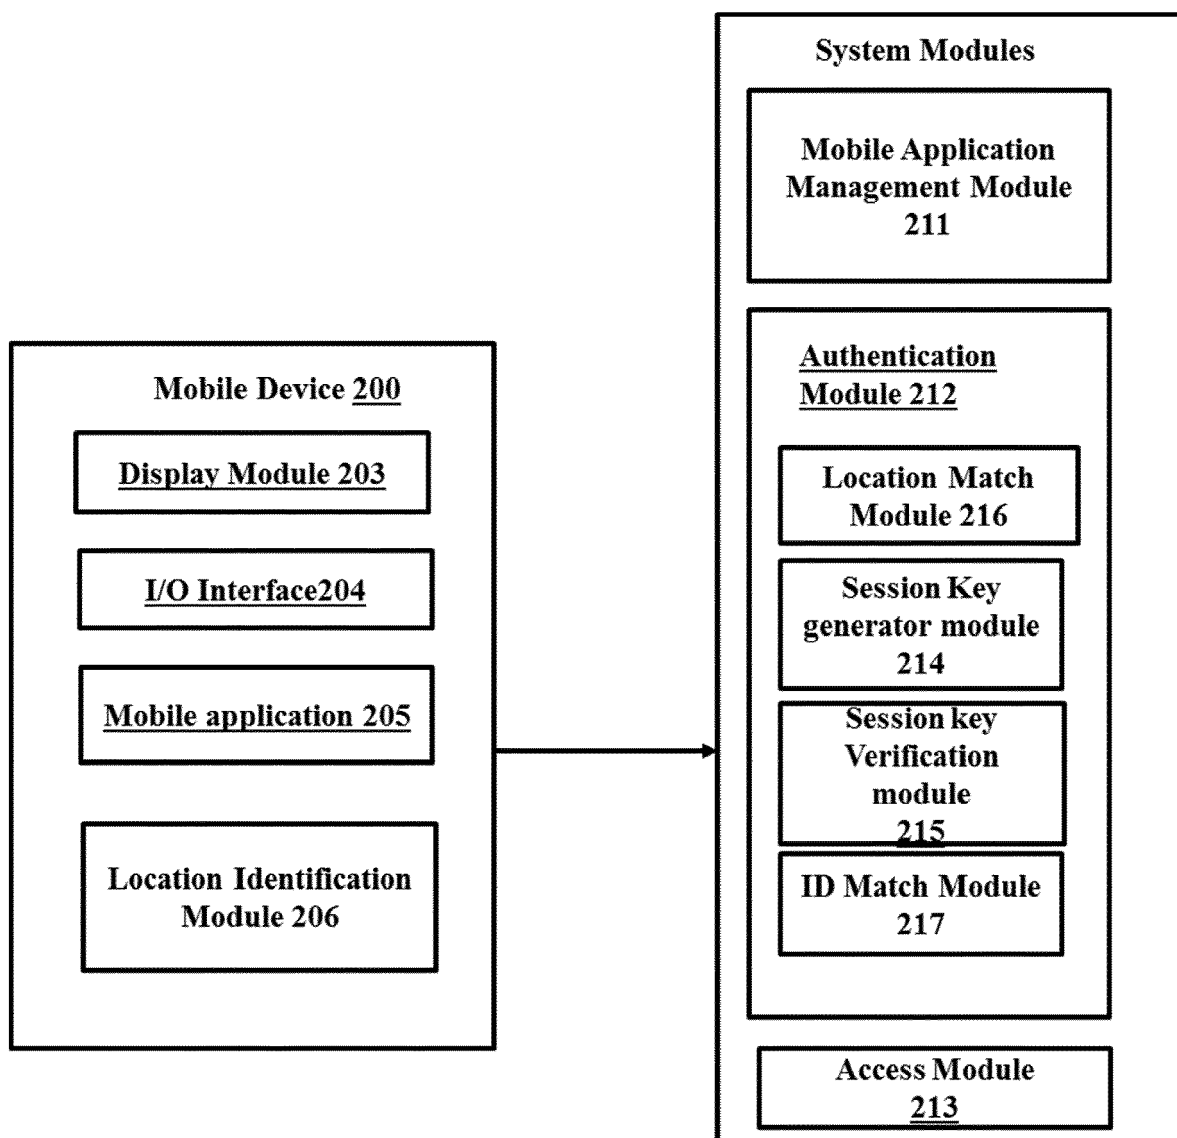 System Modules
Mobile Application
Management Module
211
Authentication
Module 212
Location Match
Module 216
Session Key
generator module
214
Session key
Verification
module
215
ID Match Module
217
Access Module
213
Mobile Device 200
Display Module 203
I/O Interface204
Mobile application 205
Location Identification
Module 206